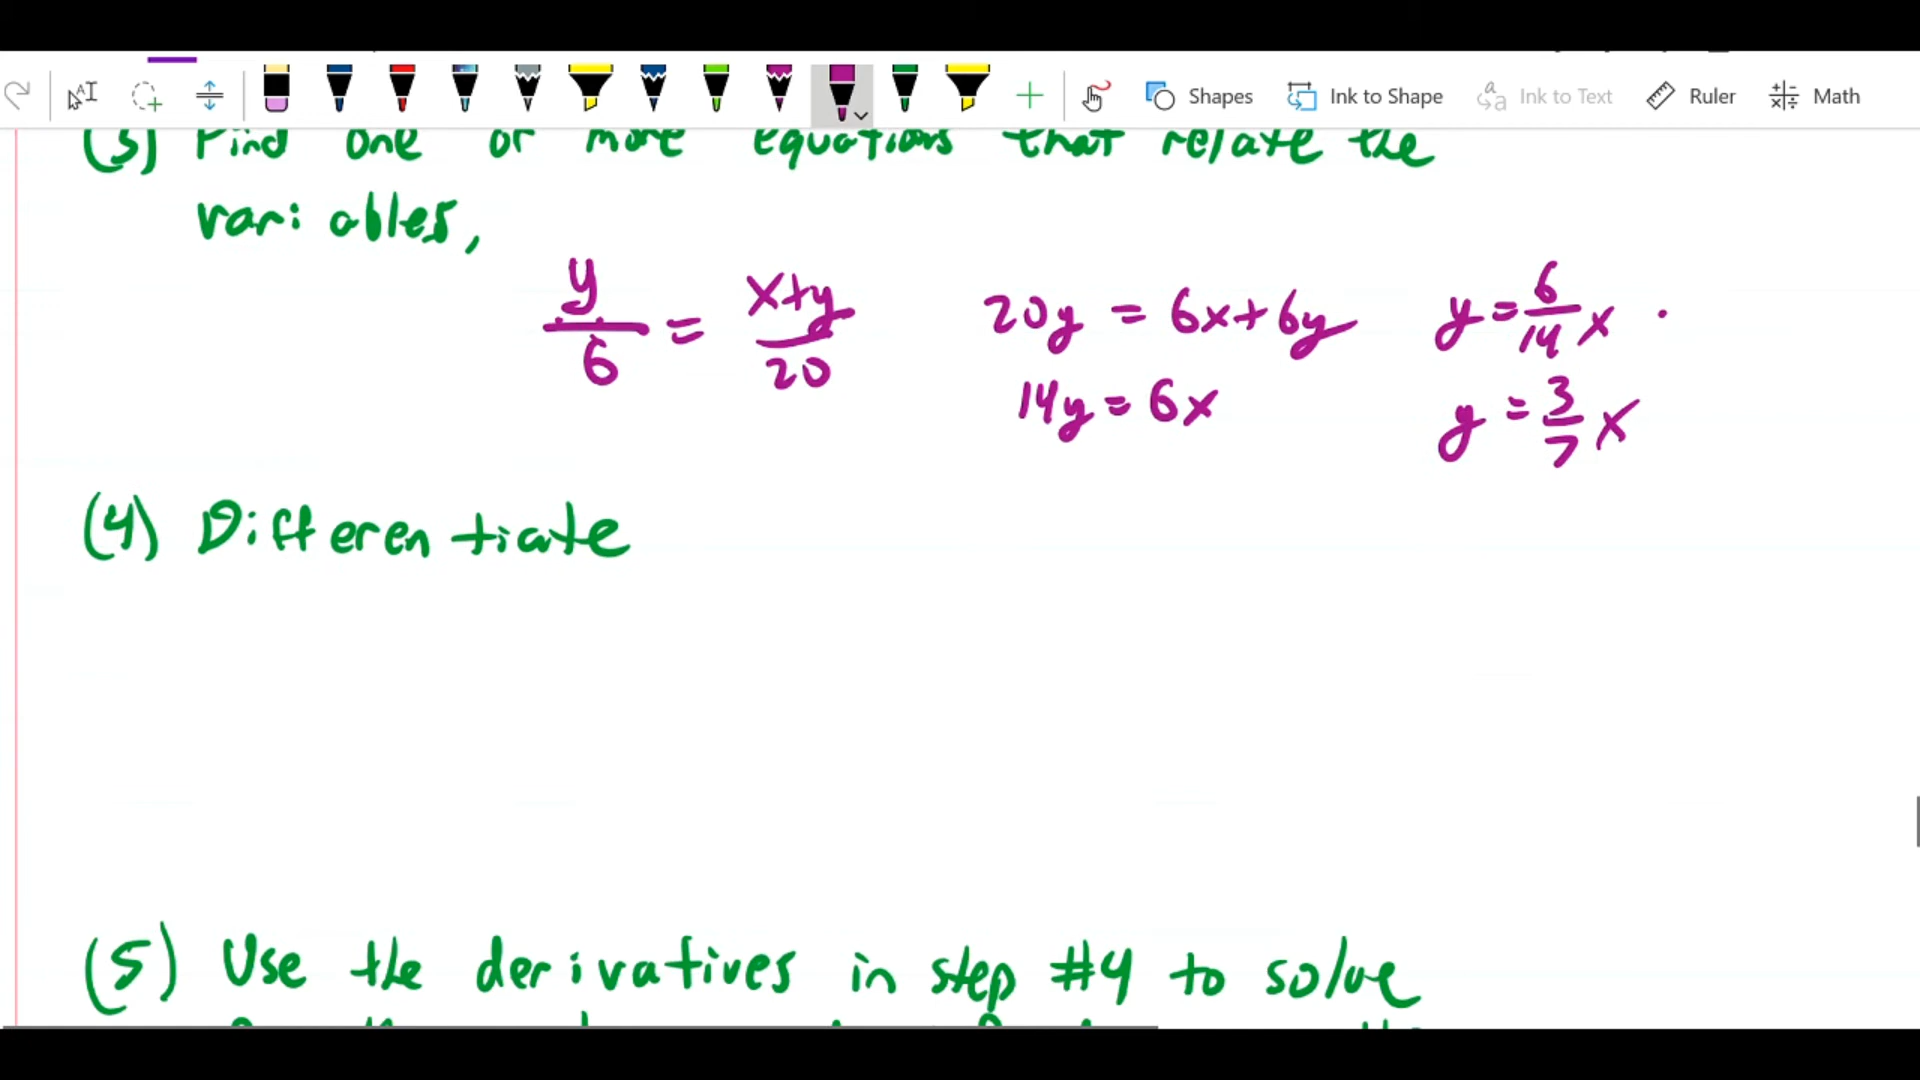 Shapes Ink to Shape Ink to Text Ruler Math
(3) Find one or more equations that relate the
variables,
y/6 = (x+y)/20
20y = 6x+6y
14y = 6x
y = 6/14 x .
y = 3/7 x
(4) Differentiate
(5) Use the derivatives in step #4 to solve